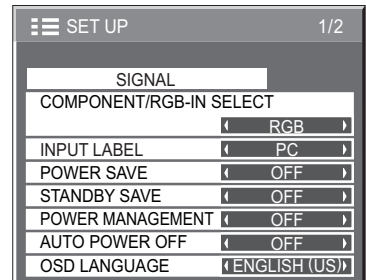 SET UP 1/2
SIGNAL
COMPONENT/RGB-IN SELECT
RGB
INPUT LABEL PC
POWER SAVE OFF
STANDBY SAVE OFF
POWER MANAGEMENT OFF
AUTO POWER OFF OFF
OSD LANGUAGE ENGLISH (US)